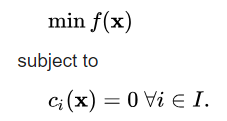 min f(x)
subject to
cᵢ(x) = 0 ∀i ∈ I.